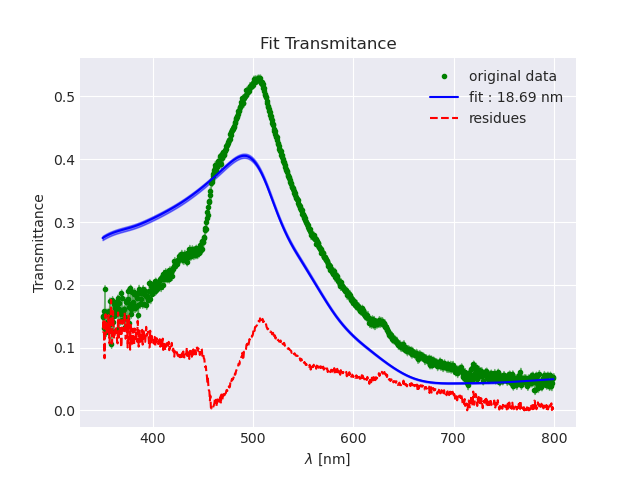 Fit Transmitance
original data
fit : 18.69 nm
residues
Transmittance
0.5
0.4
0.3
0.2
0.1
0.0
400 500 600 700 800
λ [nm]